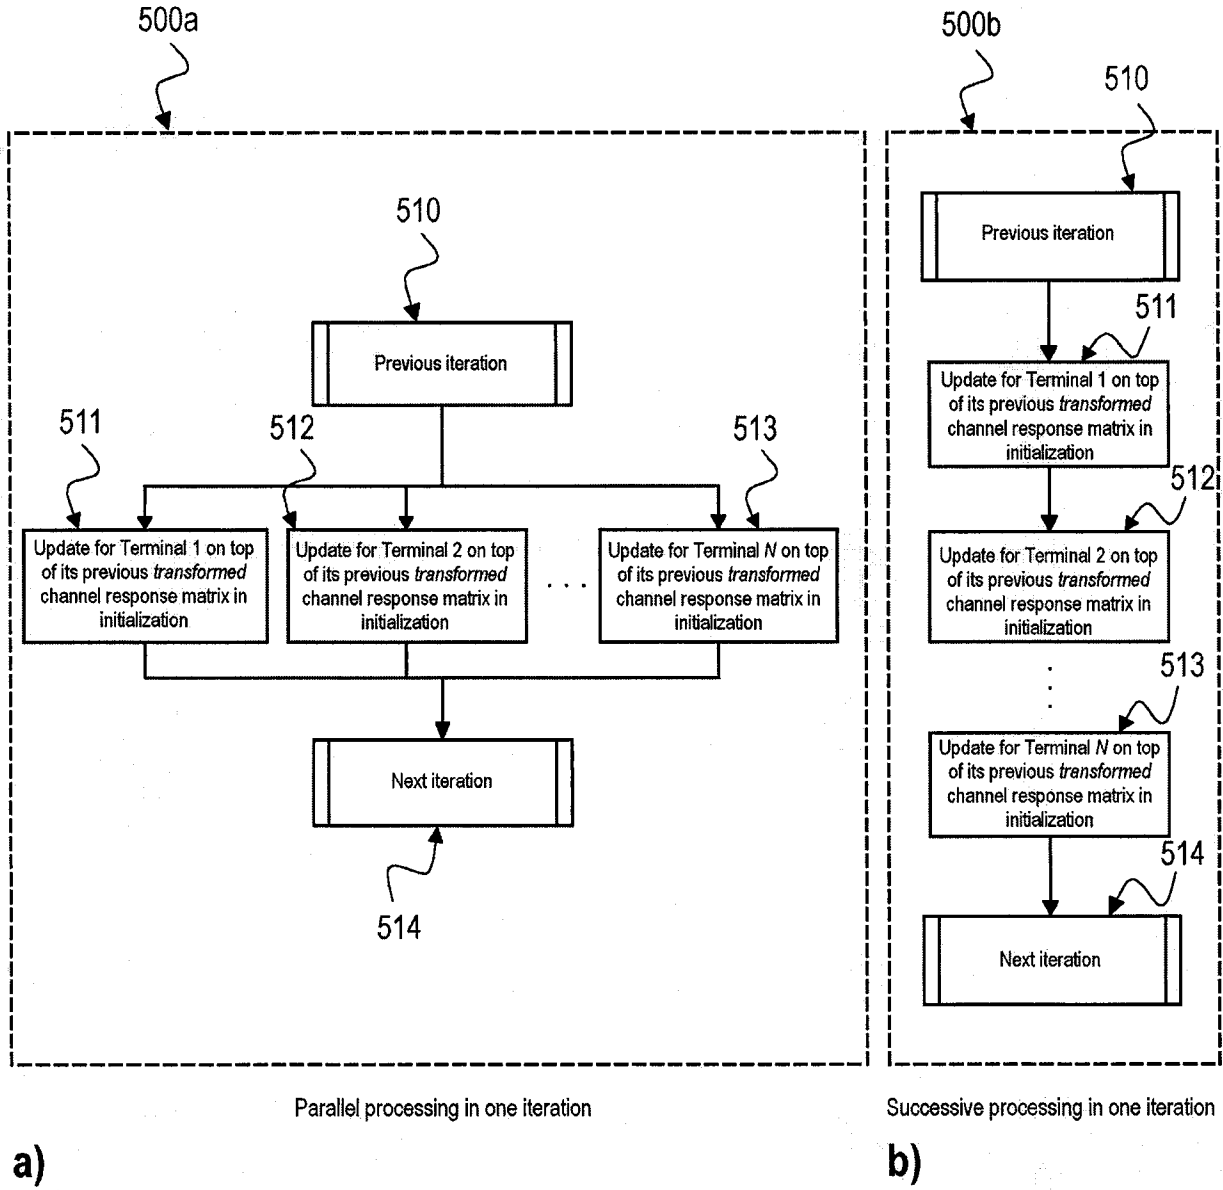 500a
510
Previous iteration
511
512
513
Update for Terminal 1 on top
of its previous transformed
channel response matrix in
initialization
Update for Terminal 2 on top
of its previous transformed
channel response matrix in
initialization
. . .
Update for Terminal N on top
of its previous transformed
channel response matrix in
initialization
Next iteration
514
Parallel processing in one iteration
a)
500b
510
Previous iteration
511
Update for Terminal 1 on top
of its previous transformed
channel response matrix in
initialization
512
Update for Terminal 2 on top
of its previous transformed
channel response matrix in
initialization
. . .
513
Update for Terminal N on top
of its previous transformed
channel response matrix in
initialization
514
Next iteration
Successive processing in one iteration
b)